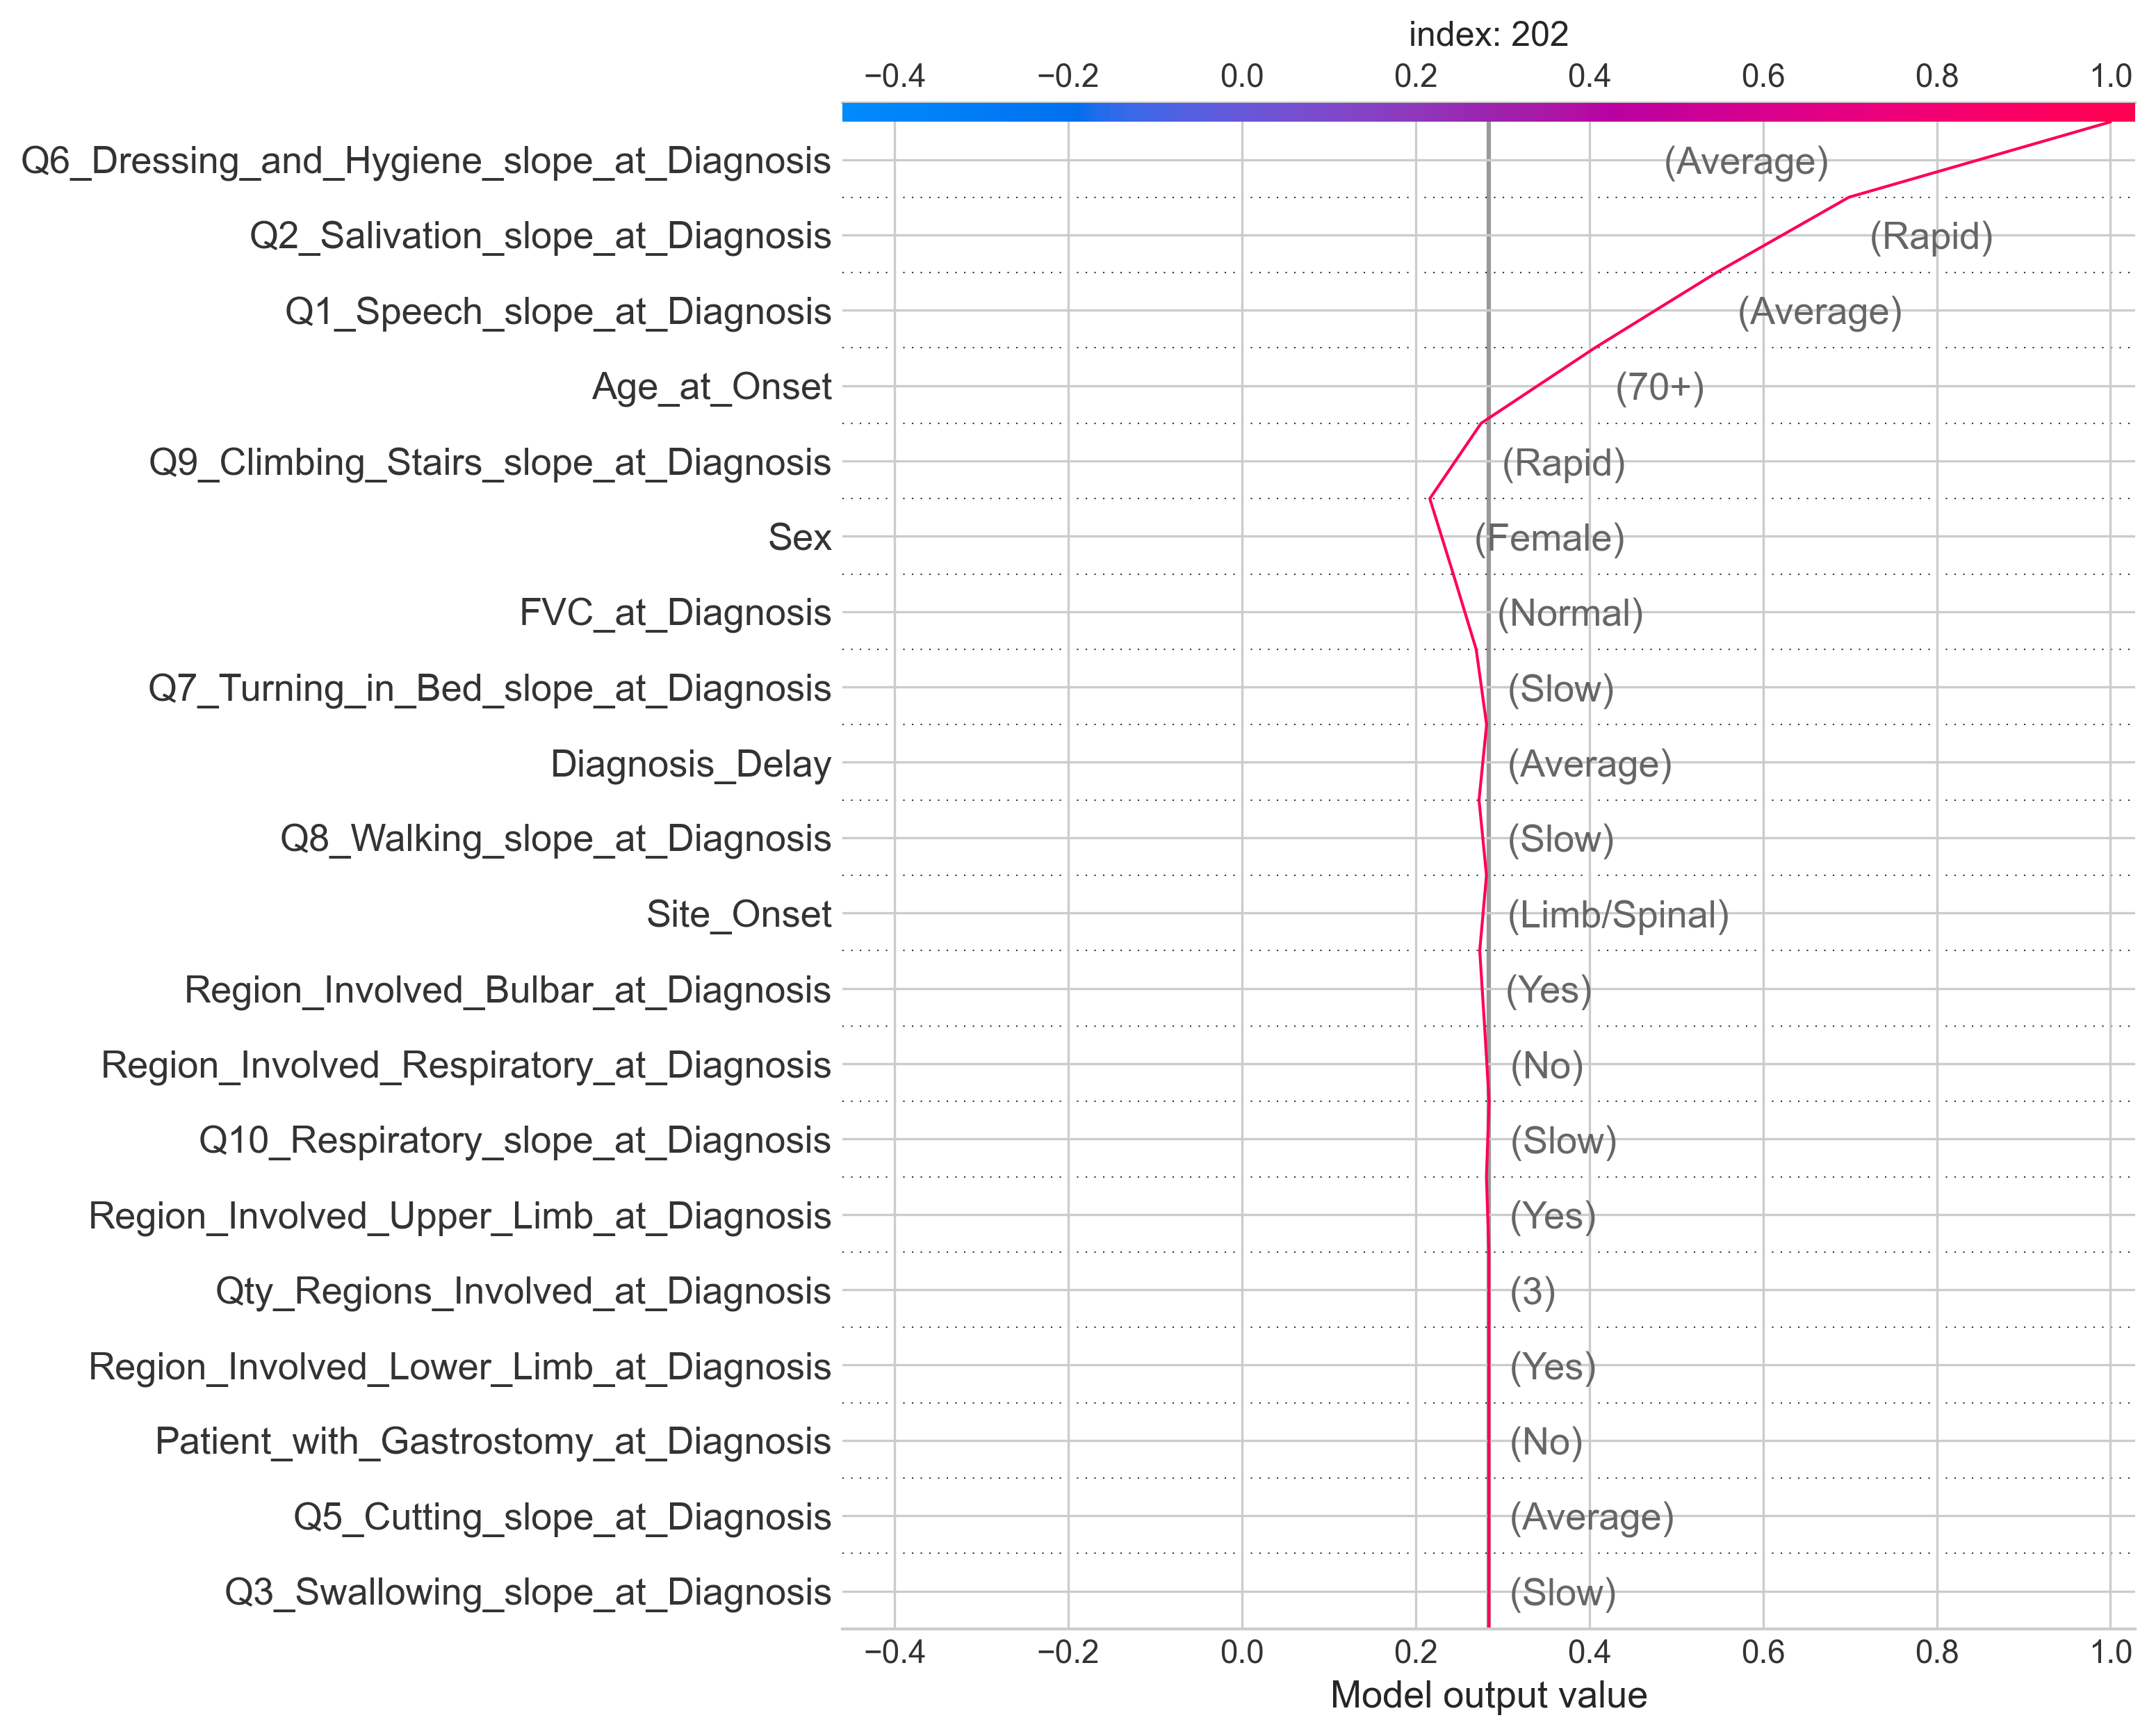 index: 202
−0.4 −0.2 0.0 0.2 0.4 0.6 0.8 1.0
Q6_Dressing_and_Hygiene_slope_at_Diagnosis (Average)
Q2_Salivation_slope_at_Diagnosis (Rapid)
Q1_Speech_slope_at_Diagnosis (Average)
Age_at_Onset (70+)
Q9_Climbing_Stairs_slope_at_Diagnosis (Rapid)
Sex (Female)
FVC_at_Diagnosis (Normal)
Q7_Turning_in_Bed_slope_at_Diagnosis (Slow)
Diagnosis_Delay (Average)
Q8_Walking_slope_at_Diagnosis (Slow)
Site_Onset (Limb/Spinal)
Region_Involved_Bulbar_at_Diagnosis (Yes)
Region_Involved_Respiratory_at_Diagnosis (No)
Q10_Respiratory_slope_at_Diagnosis (Slow)
Region_Involved_Upper_Limb_at_Diagnosis (Yes)
Qty_Regions_Involved_at_Diagnosis (3)
Region_Involved_Lower_Limb_at_Diagnosis (Yes)
Patient_with_Gastrostomy_at_Diagnosis (No)
Q5_Cutting_slope_at_Diagnosis (Average)
Q3_Swallowing_slope_at_Diagnosis (Slow)
−0.4 −0.2 0.0 0.2 0.4 0.6 0.8 1.0
Model output value